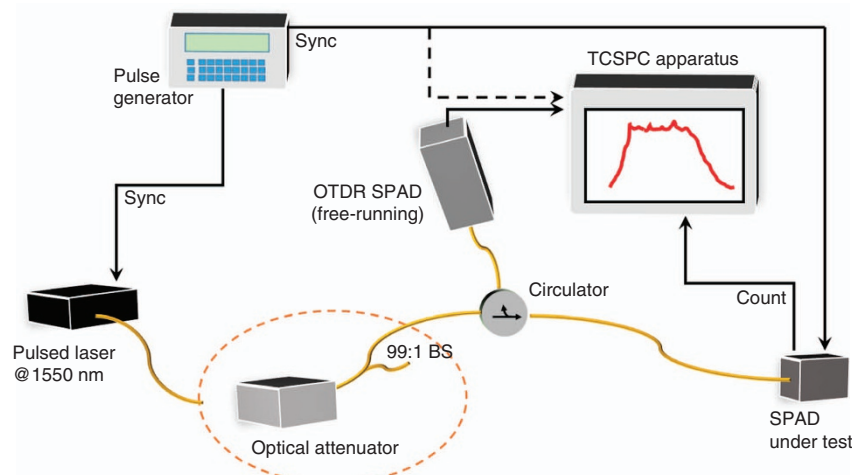 Sync
TCSPC apparatus
Pulse
generator
OTDR SPAD
(free-running)
Sync
Circulator
Count
Pulsed laser
@1550 nm
99:1 BS
Optical attenuator
SPAD
under test